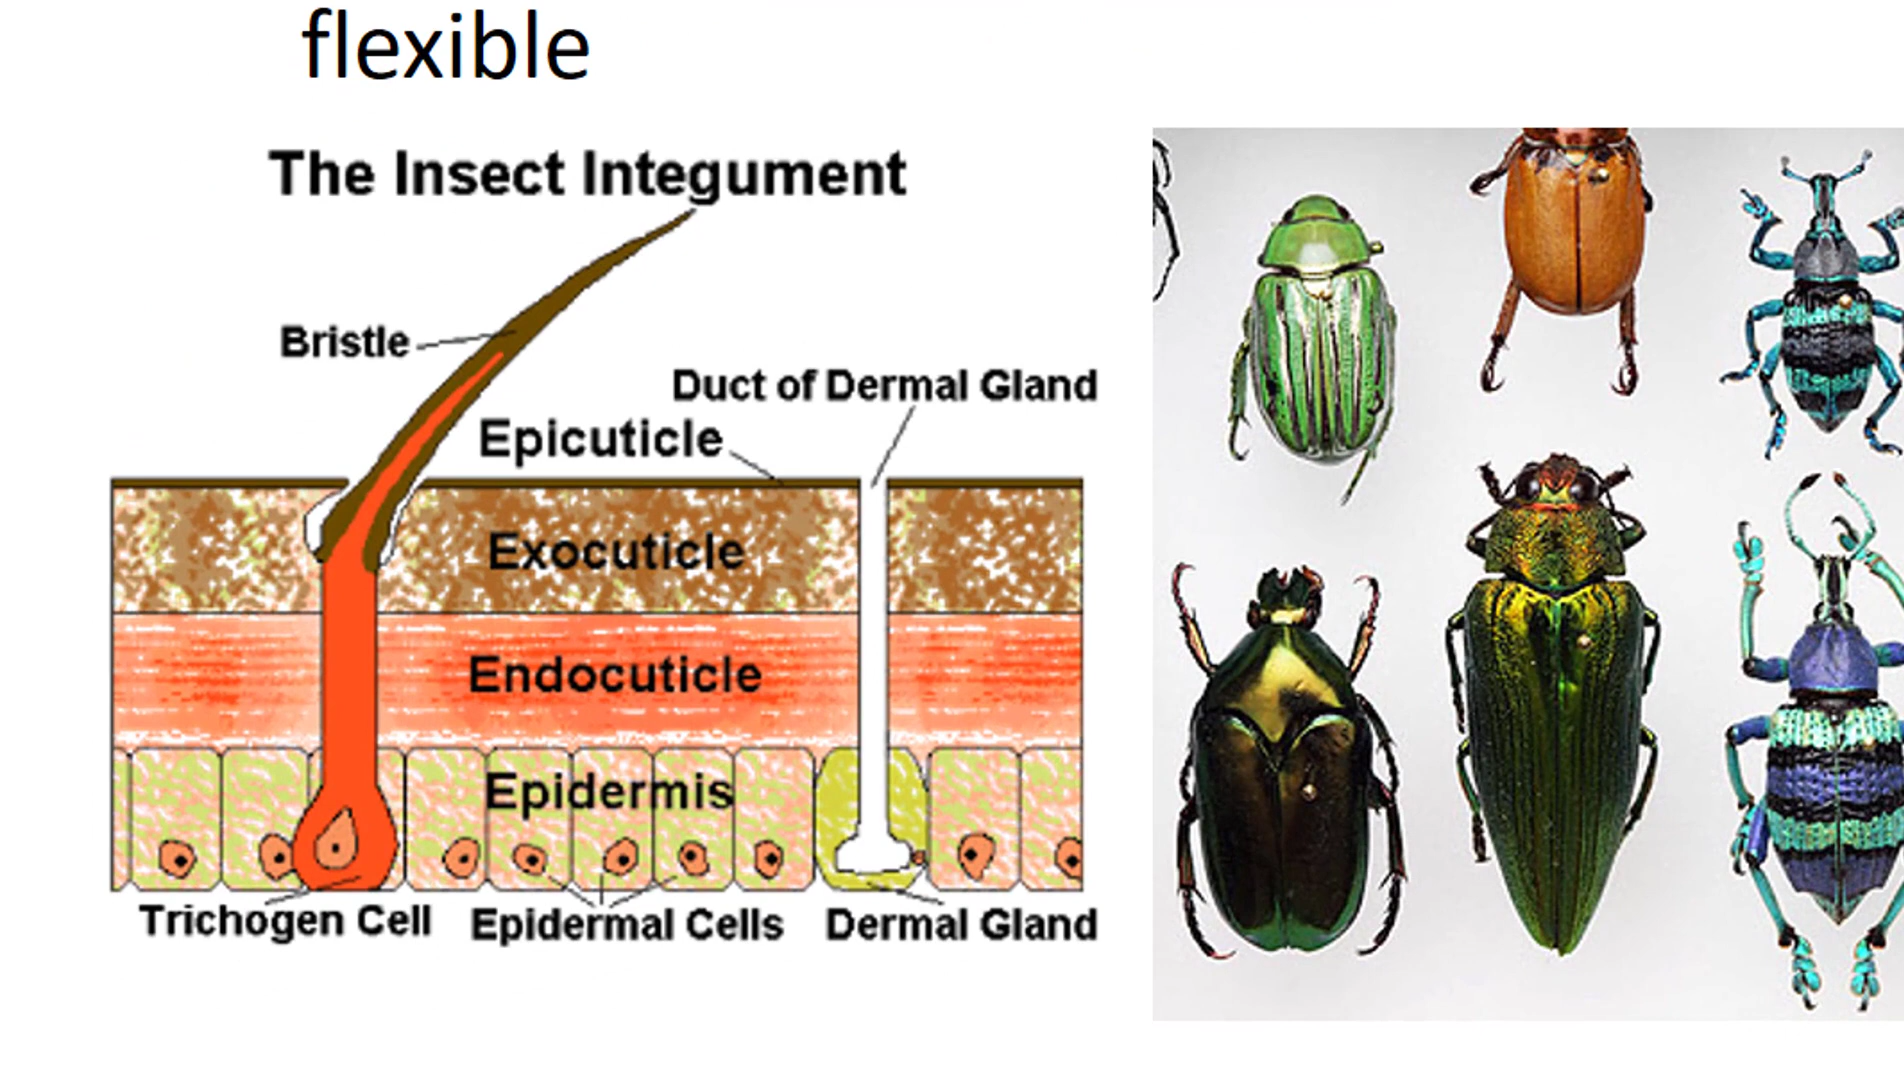 flexible
The Insect Integument
Bristle
Duct of Dermal Gland
Epicuticle
Exocuticle
Endocuticle
Epidermis
Trichogen Cell
Epidermal Cells
Dermal Gland